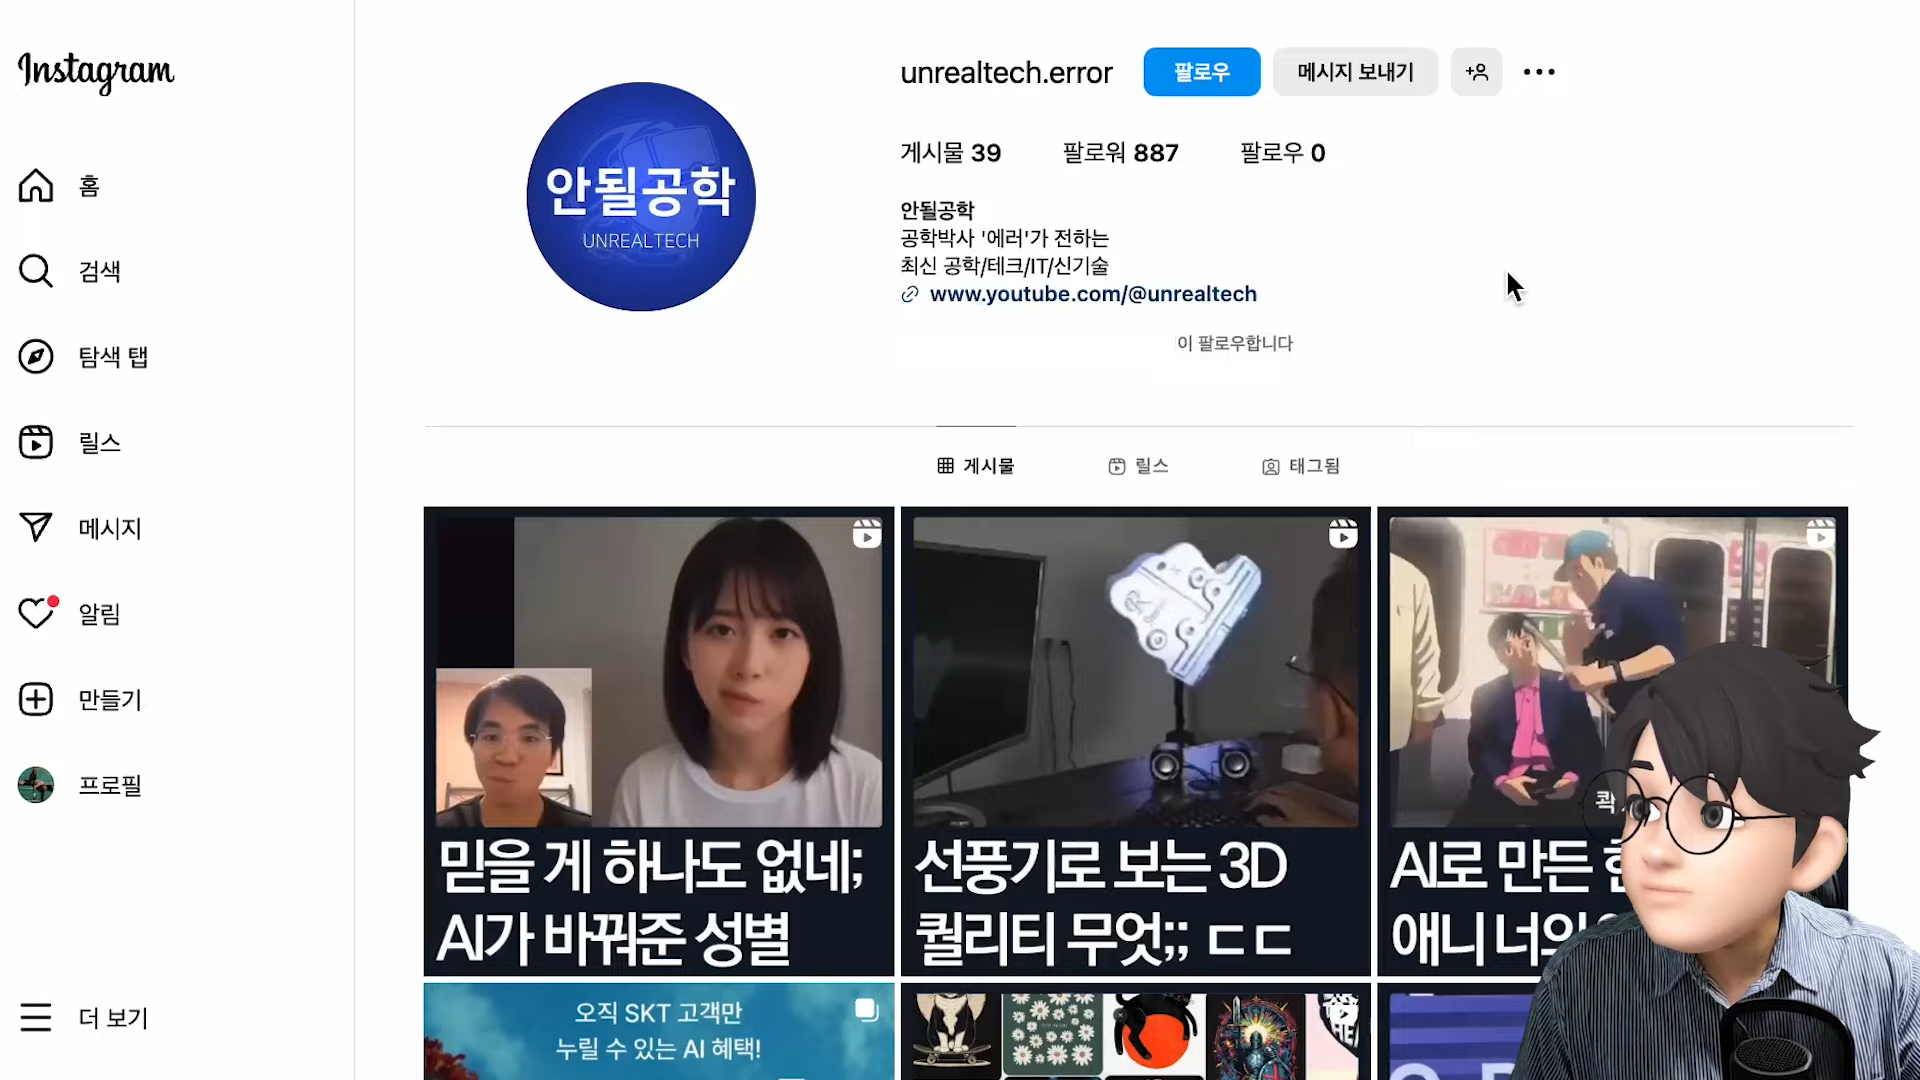 Instagram
홈
검색
탐색 탭
릴스
메시지
알림
만들기
프로필
더 보기
unrealtech.error
팔로우
메시지 보내기
게시물 39
팔로워 887
팔로우 0
안될공학
UNREALTECH
안될공학
공학박사 '에러'가 전하는
최신 공학/테크/IT/신기술
www.youtube.com/@unrealtech
이 팔로우합니다
게시물
릴스
태그됨
믿을 게 하나도 없네;
AI가 바꿔준 성별
선풍기로 보는 3D
퀄리티 무엇;; ㄷㄷ
콱
AI로 만든
애니 너의
오직 SKT 고객만
누릴 수 있는 AI 혜택!